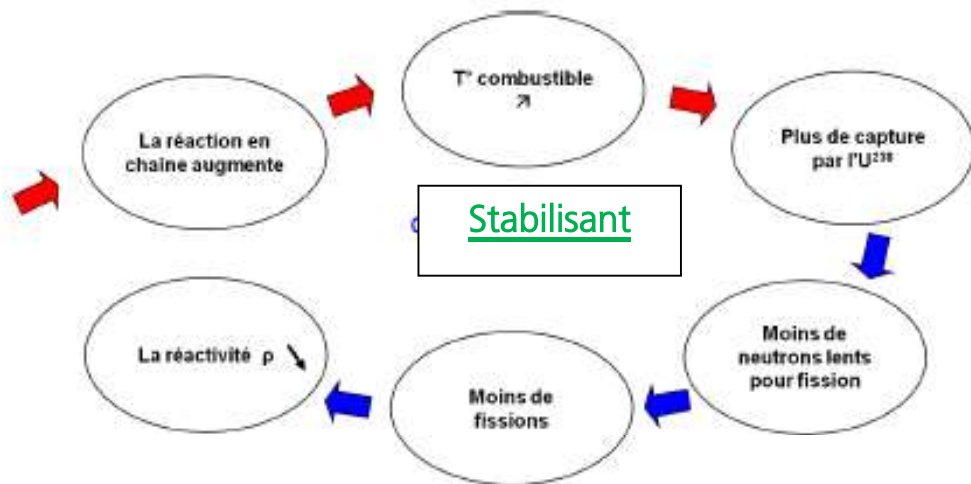 La réaction en
chaine augmente
T° combustible
↗
Plus de capture
par l'U²³⁸
Stabilisant
Moins de
neutrons lents
pour fission
Moins de
fissions
La réactivité ρ ↘